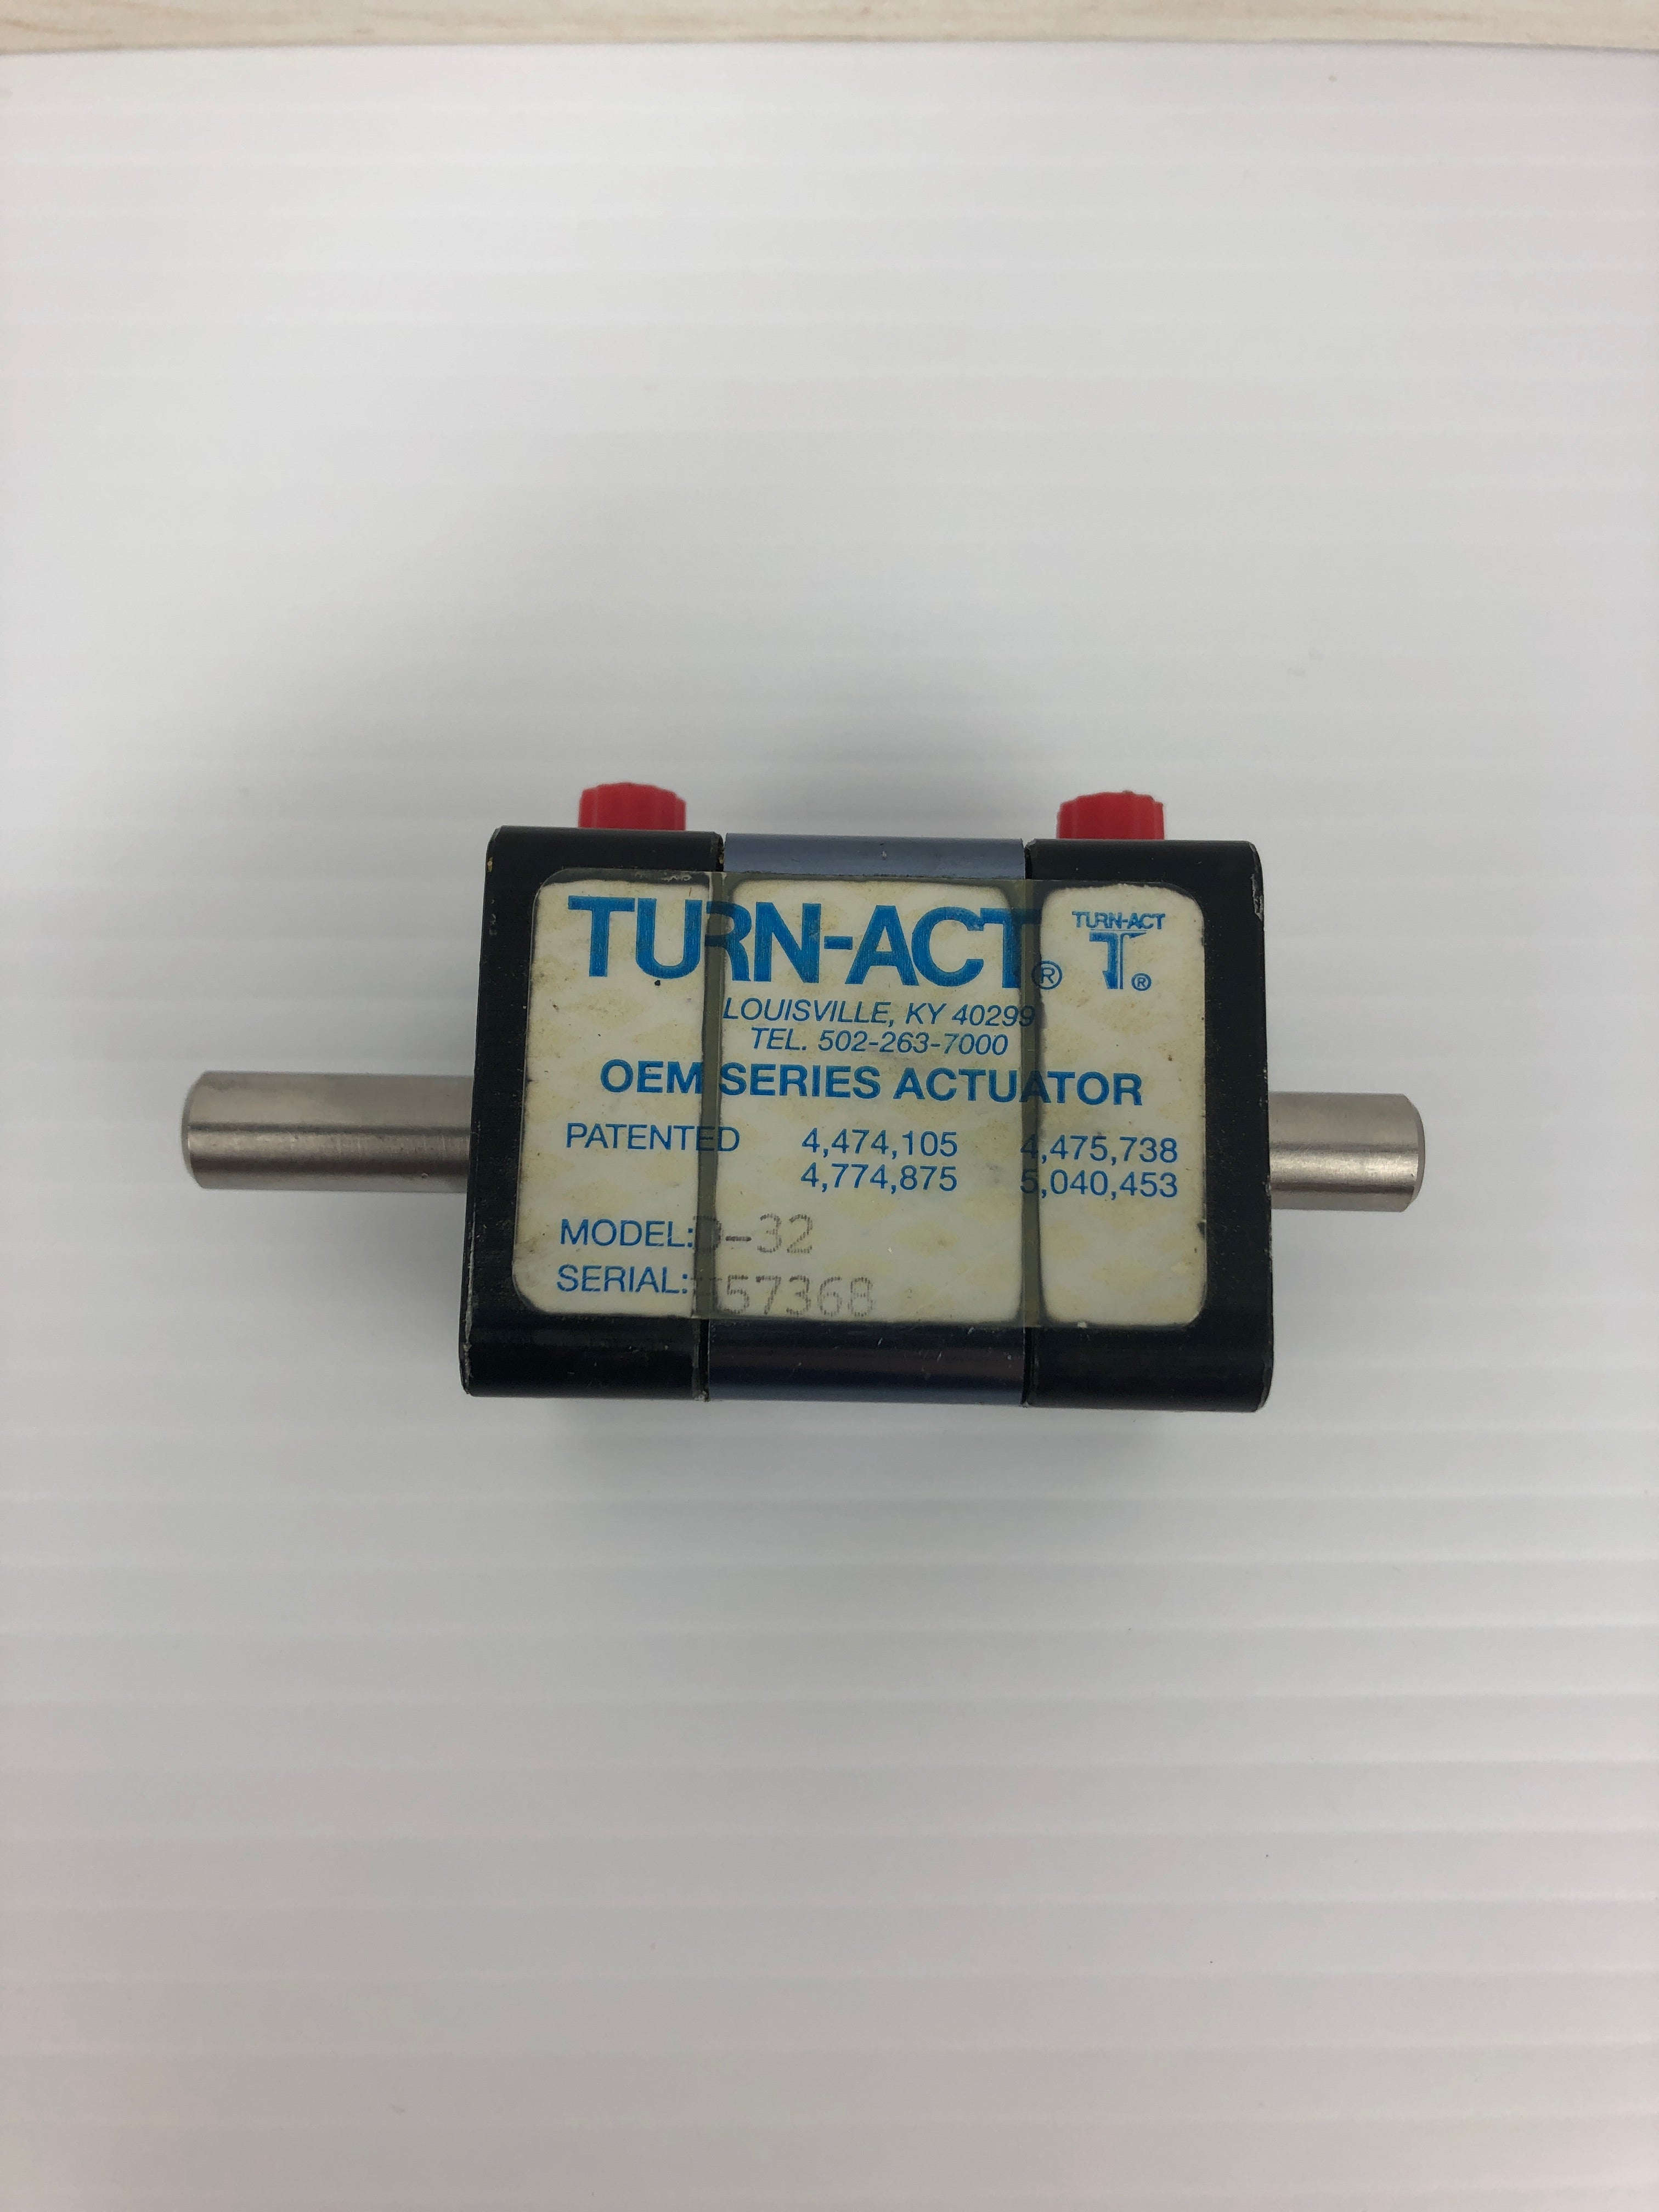 TURN-ACT®
TURN-ACT
T®
LOUISVILLE, KY 40299
TEL. 502-263-7000
OEM SERIES ACTUATOR
PATENTED 4,474,105 4,475,738
4,774,875 5,040,453
MODEL:
SERIAL: